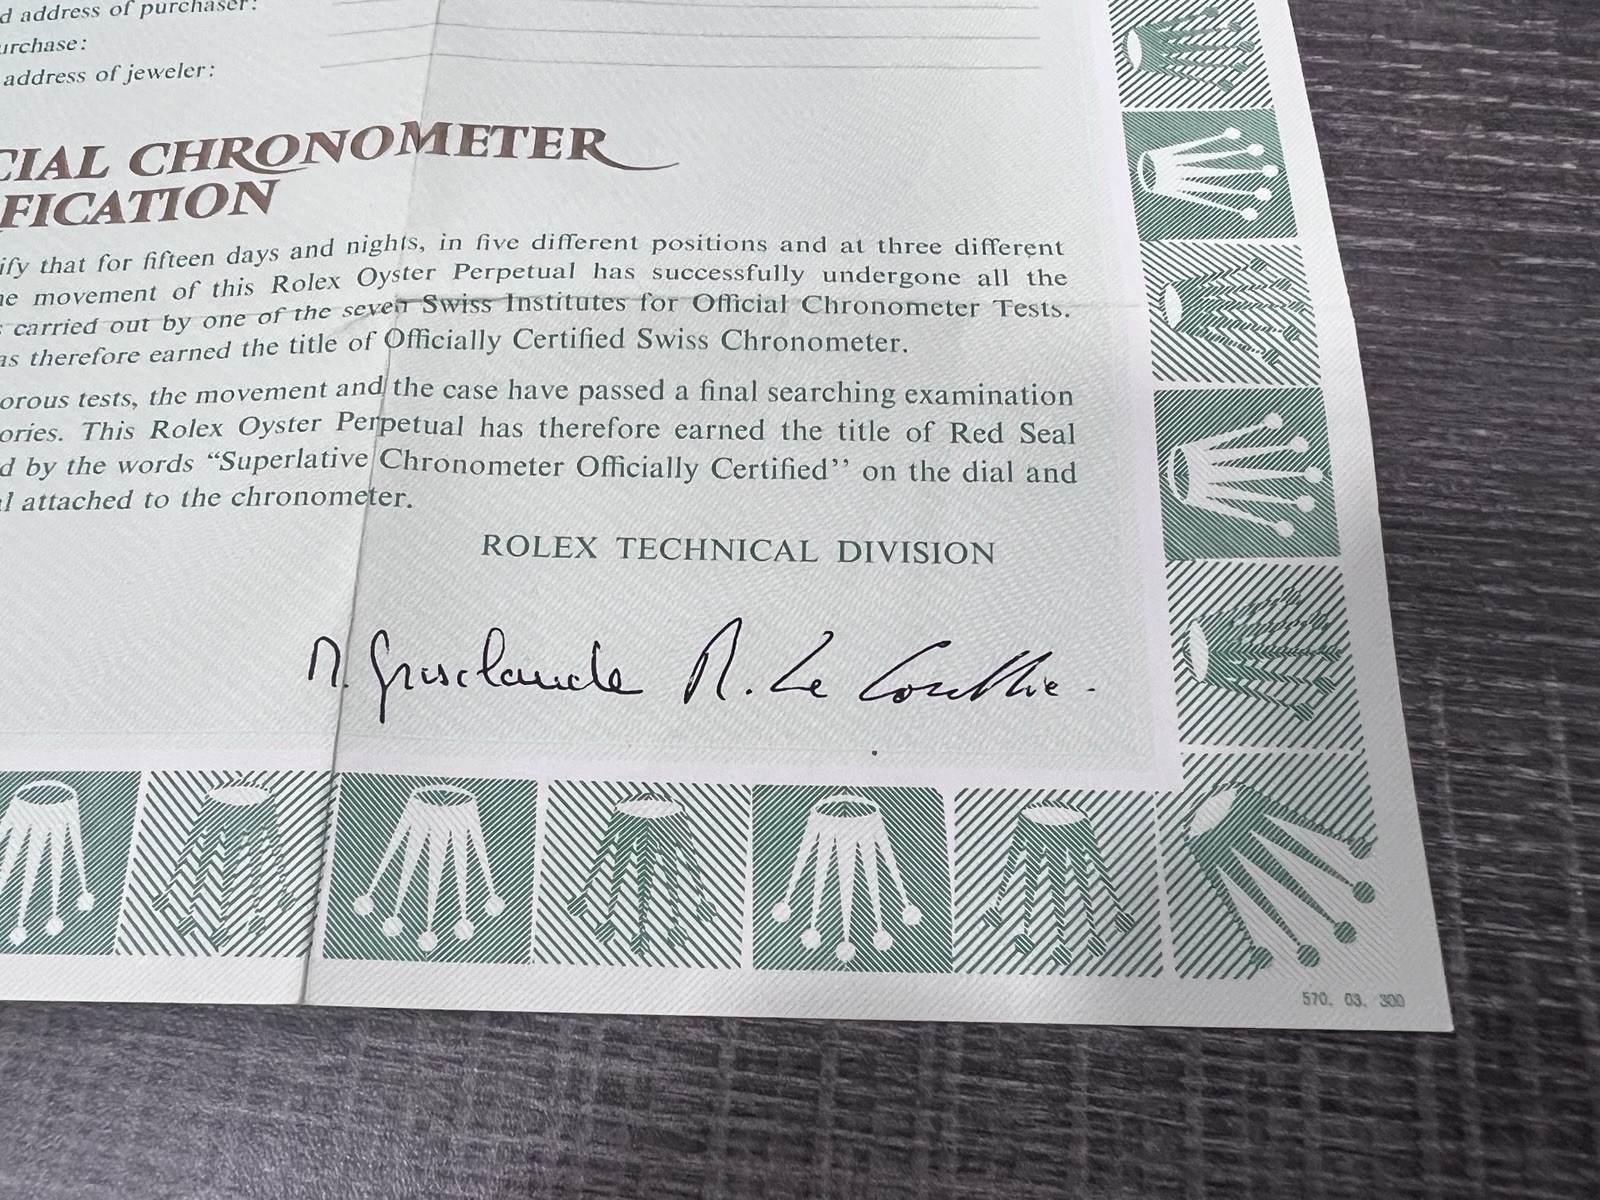 d address of purchaser:
urchase:
address of jeweler:
CIAL CHRONOMETER
FICATION
ify that for fifteen days and nights, in five different positions and at three different
he movement of this Rolex Oyster Perpetual has successfully undergone all the
carried out by one of the seven Swiss Institutes for Official Chronometer Tests.
as therefore earned the title of Officially Certified Swiss Chronometer.
orous tests, the movement and the case have passed a final searching examination
ories. This Rolex Oyster Perpetual has therefore earned the title of Red Seal
d by the words “Superlative Chronometer Officially Certified’’ on the dial and
al attached to the chronometer.
ROLEX TECHNICAL DIVISION
R. Le Coultre.
570. 03. 300